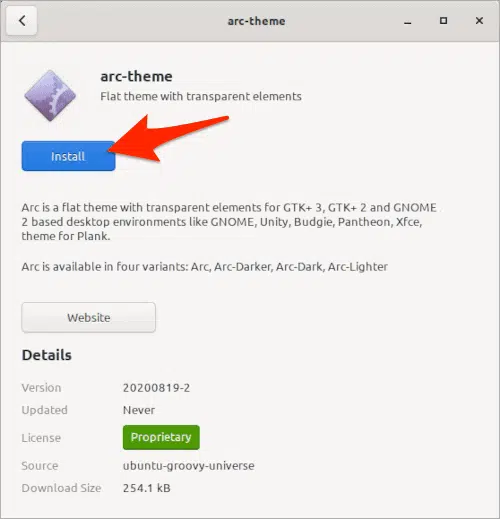 arc-theme
arc-theme
Flat theme with transparent elements
Install
Arc is a flat theme with transparent elements for GTK+ 3, GTK+ 2 and GNOME
2 based desktop environments like GNOME, Unity, Budgie, Pantheon, Xfce,
theme for Plank.
Arc is available in four variants: Arc, Arc-Darker, Arc-Dark, Arc-Lighter
Website
Details
Version 20200819-2
Updated Never
License Proprietary
Source ubuntu-groovy-universe
Download Size 254.1 kB